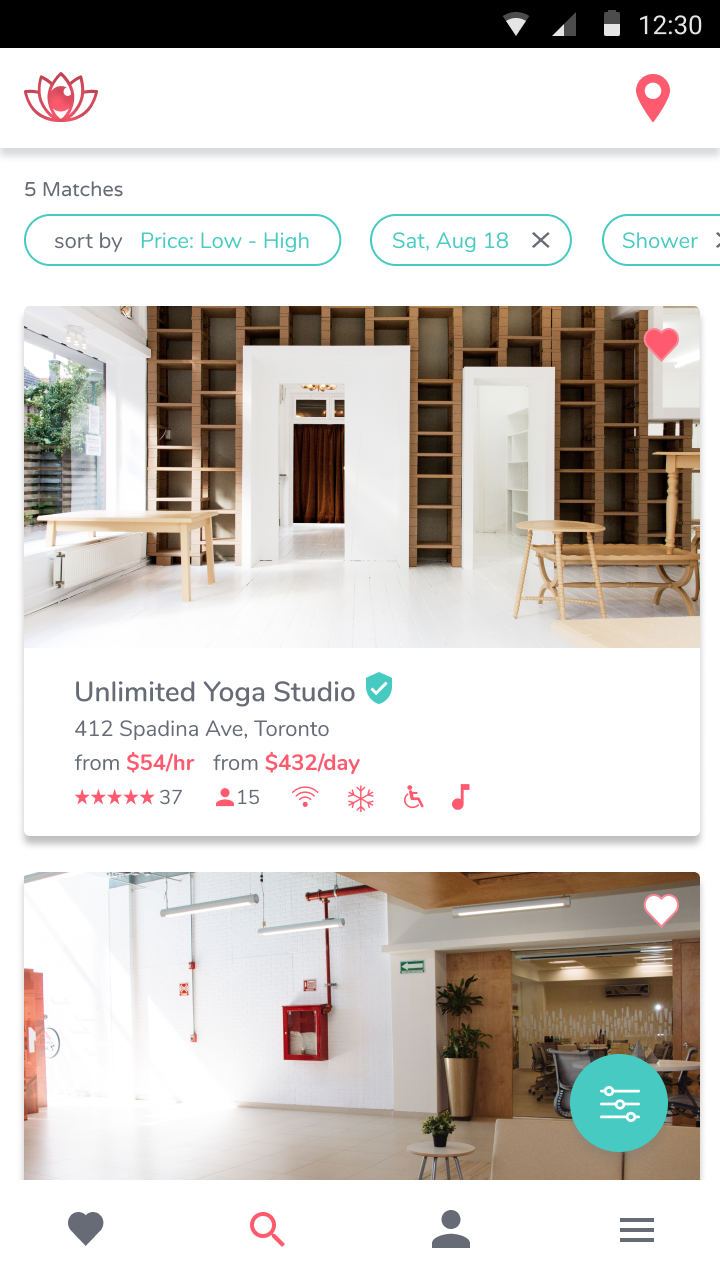 12:30
5 Matches
sort by Price: Low - High
Sat, Aug 18
Shower
Unlimited Yoga Studio
412 Spadina Ave, Toronto
from $54/hr from $432/day
37 15